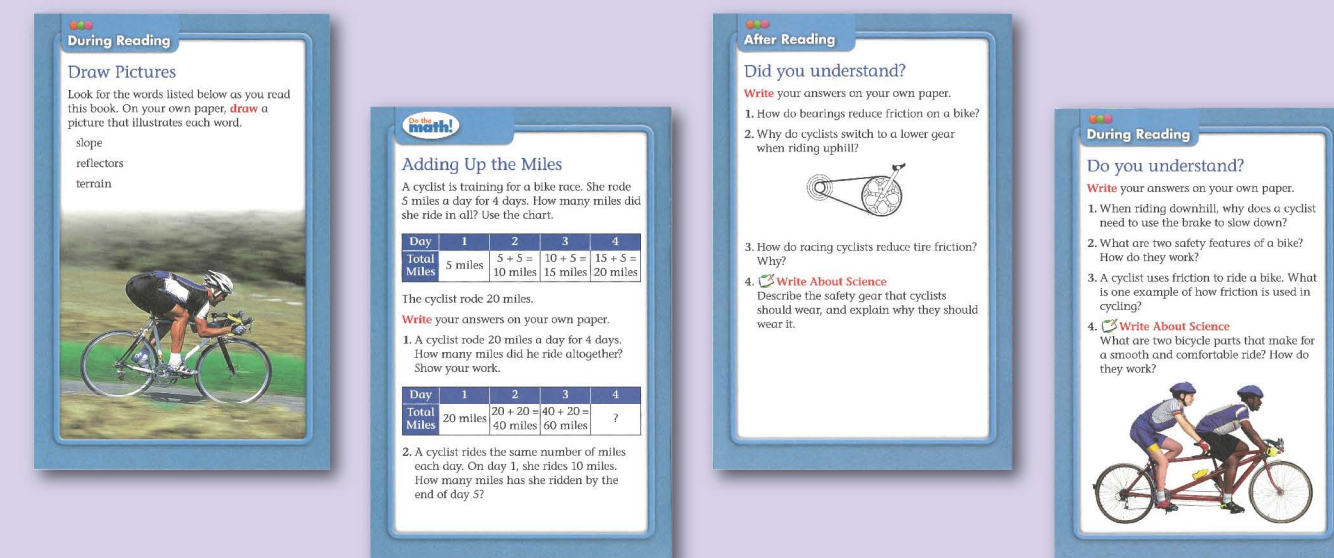 During Reading
Draw Pictures
Look for the words listed below as you read
this book. On your own paper, draw a
picture that illustrates each word.
slope
reflectors
terrain
Do the
math!
Adding Up the Miles
A cyclist is training for a bike race. She rode
5 miles a day for 4 days. How many miles did
she ride in all? Use the chart.
Day 1 2 3 4
Total Miles 5 miles 5 + 5 = 10 miles 10 + 5 = 15 miles 15 + 5 = 20 miles
The cyclist rode 20 miles.
Write your answers on your own paper.
1. A cyclist rode 20 miles a day for 4 days.
How many miles did he ride altogether?
Show your work.
Day 1 2 3 4
Total Miles 20 miles 20 + 20 = 40 miles 40 + 20 = 60 miles ?
2. A cyclist rides the same number of miles
each day. On day 1, she rides 10 miles.
How many miles has she ridden by the
end of day 5?
After Reading
Did you understand?
Write your answers on your own paper.
1. How do bearings reduce friction on a bike?
2. Why do cyclists switch to a lower gear
when riding uphill?
3. How do racing cyclists reduce tire friction?
Why?
4. Write About Science
Describe the safety gear that cyclists
should wear, and explain why they should
wear it.
During Reading
Do you understand?
Write your answers on your own paper.
1. When riding downhill, why does a cyclist
need to use the brake to slow down?
2. What are two safety features of a bike?
How do they work?
3. A cyclist uses friction to ride a bike. What
is one example of how friction is used in
cycling?
4. Write About Science
What are two bicycle parts that make for
a smooth and comfortable ride? How do
they work?